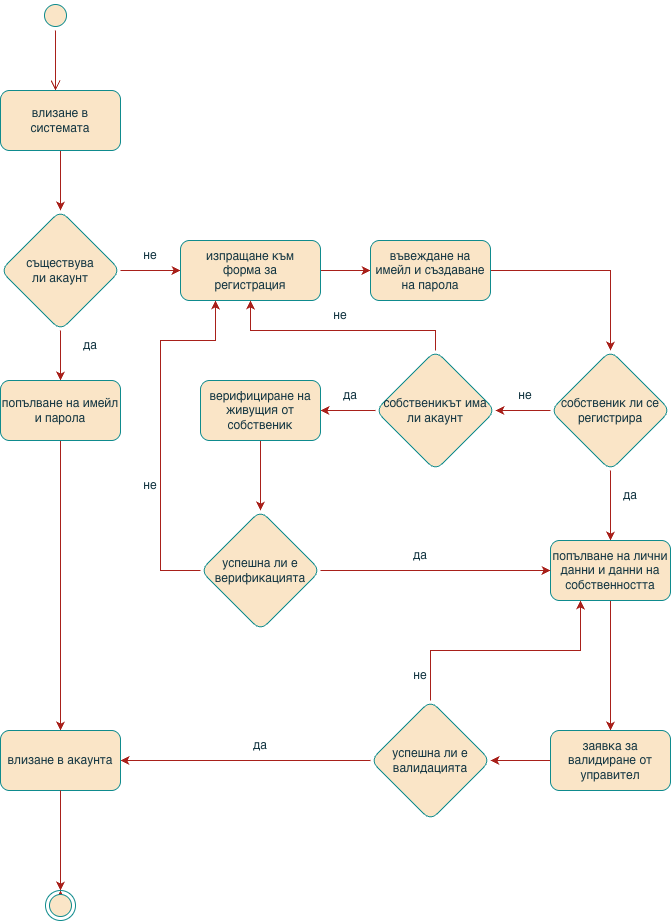 влизане в
системата
съществува
ли акаунт
не
изпращане към
форма за
регистрация
въвеждане на
имейл и създаване
на парола
не
да
попълване на имейл
и парола
верифициране на
живущия от
собственик
да
собственикът има
ли акаунт
не
собственик ли се
регистрира
не
да
успешна ли е
верификацията
да
попълване на лични
данни и данни на
собственността
не
влизане в акаунта
да
успешна ли е
валидацията
заявка за
валидиране от
управител